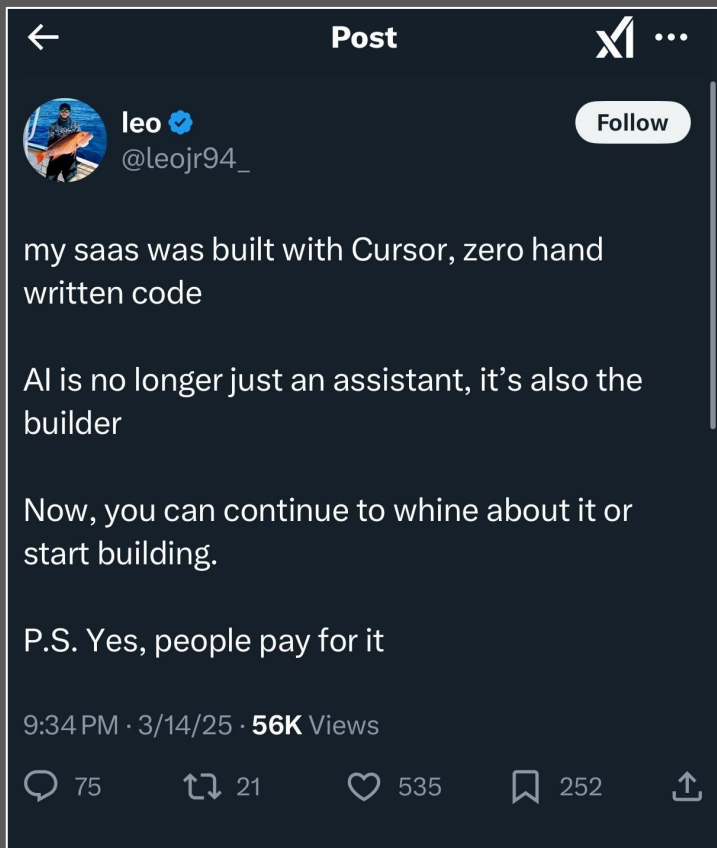 Post
leo
@leojr94_
Follow
my saas was built with Cursor, zero hand
written code
AI is no longer just an assistant, it’s also the
builder
Now, you can continue to whine about it or
start building.
P.S. Yes, people pay for it
9:34 PM · 3/14/25 · 56K Views
75 21 535 252